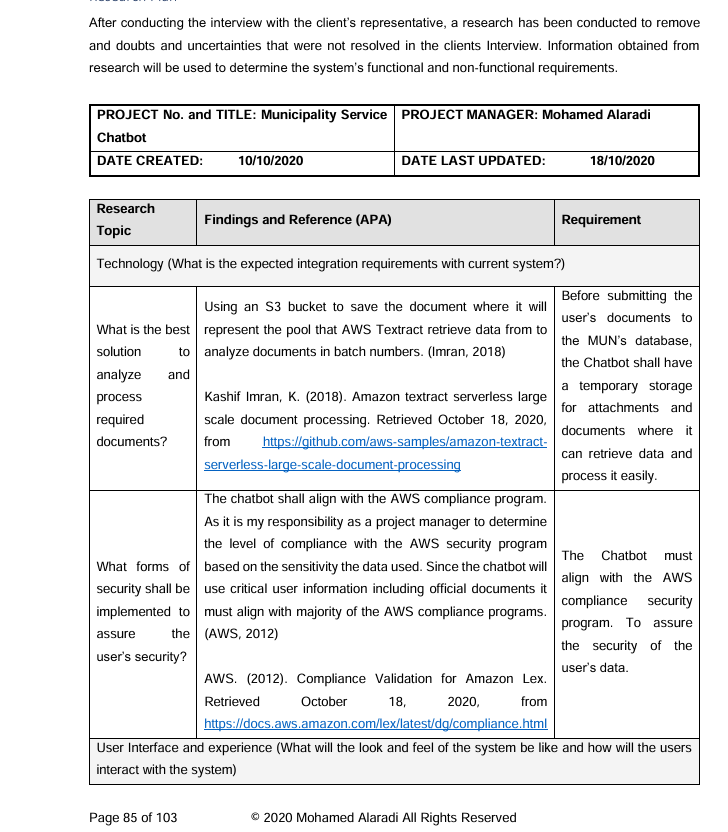 After conducting the interview with the client's representative, a research has been conducted to remove
and doubts and uncertainties that were not resolved in the clients Interview. Information obtained from
research will be used to determine the system's functional and non-functional requirements.
PROJECT No. and TITLE: Municipality Service
Chatbot
PROJECT MANAGER: Mohamed Alaradi
DATE CREATED: 10/10/2020
DATE LAST UPDATED: 18/10/2020
Research
Topic
Findings and Reference (APA)
Requirement
Technology (What is the expected integration requirements with current system?)
What is the best
solution to
analyze and
process
required
documents?
Using an S3 bucket to save the document where it will
represent the pool that AWS Textract retrieve data from to
analyze documents in batch numbers. (Imran, 2018)
Kashif Imran, K. (2018). Amazon textract serverless large
scale document processing. Retrieved October 18, 2020,
from https://github.com/aws-samples/amazon-textract-
serverless-large-scale-document-processing
Before submitting the
user's documents to
the MUN's database,
the Chatbot shall have
a temporary storage
for attachments and
documents where it
can retrieve data and
process it easily.
What forms of
security shall be
implemented to
assure the
user's security?
The chatbot shall align with the AWS compliance program.
As it is my responsibility as a project manager to determine
the level of compliance with the AWS security program
based on the sensitivity the data used. Since the chatbot will
use critical user information including official documents it
must align with majority of the AWS compliance programs.
(AWS, 2012)
AWS. (2012). Compliance Validation for Amazon Lex.
Retrieved October 18, 2020, from
https://docs.aws.amazon.com/lex/latest/dg/compliance.html
The Chatbot must
align with the AWS
compliance security
program. To assure
the security of the
user's data.
User Interface and experience (What will the look and feel of the system be like and how will the users
interact with the system)
Page 85 of 103 © 2020 Mohamed Alaradi All Rights Reserved